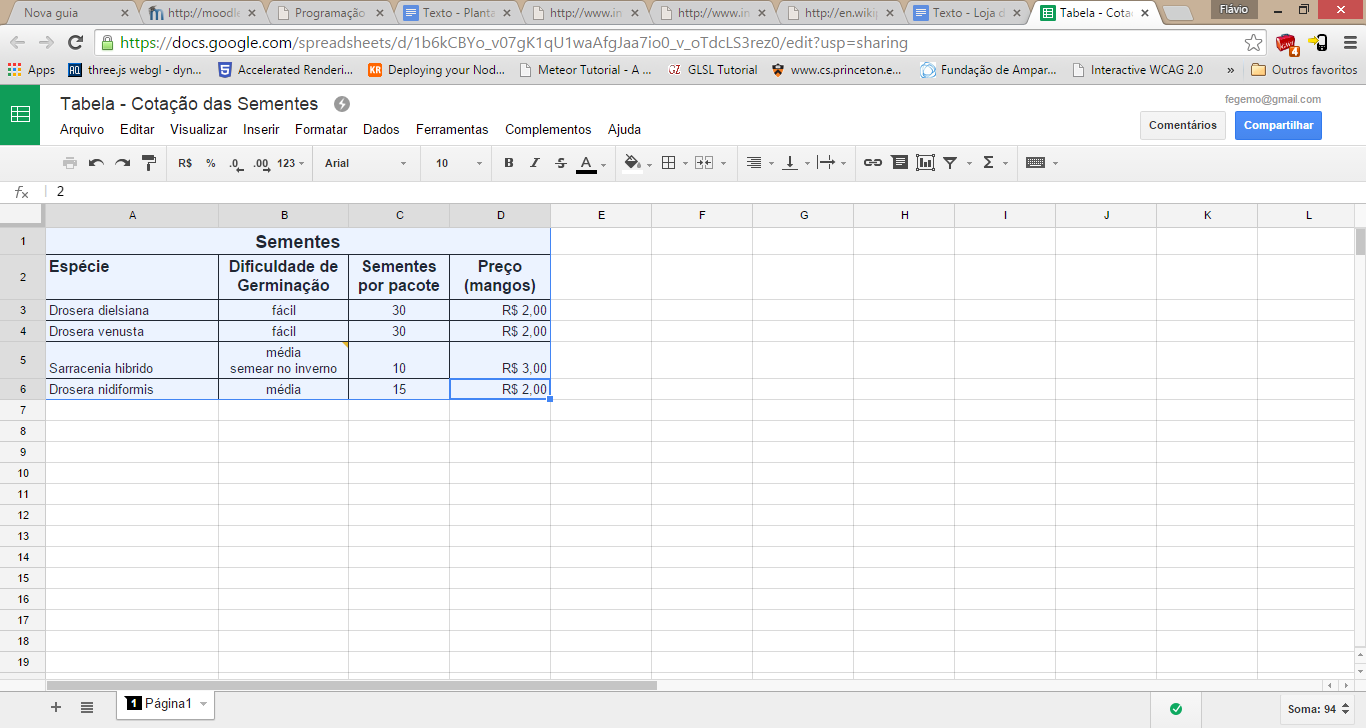 Nova guia
http://moodle
Programação
Texto - Planta
http://www.in
http://www.in
http://en.wikip
Texto - Loja d
Tabela - Cota
Flávio
https://docs.google.com/spreadsheets/d/1b6kCBYo_v07gK1qU1waAfgJaa7io0_v_oTdcLS3rez0/edit?usp=sharing
4
Apps
three.js webgl - dyn...
Accelerated Renderi...
KR Deploying your Nod...
Meteor Tutorial - A ...
GZ GLSL Tutorial
www.cs.princeton.e...
Fundação de Ampar...
Interactive WCAG 2.0
»
Outros favoritos
Tabela - Cotação das Sementes
fegemo@gmail.com
Arquivo Editar Visualizar Inserir Formatar Dados Ferramentas Complementos Ajuda
Comentários
Compartilhar
R$ % .0 .00 123 Arial 10 B I S A Σ
fx 2
A B C D E F G H I J K L
1 Sementes
2 Espécie Dificuldade de Germinação Sementes por pacote Preço (mangos)
3 Drosera dielsiana fácil 30 R$ 2,00
4 Drosera venusta fácil 30 R$ 2,00
5 Sarracenia hibrido média semear no inverno 10 R$ 3,00
6 Drosera nidiformis média 15 R$ 2,00
7
8
9
10
11
12
13
14
15
16
17
18
19
1 Página1
Soma: 94